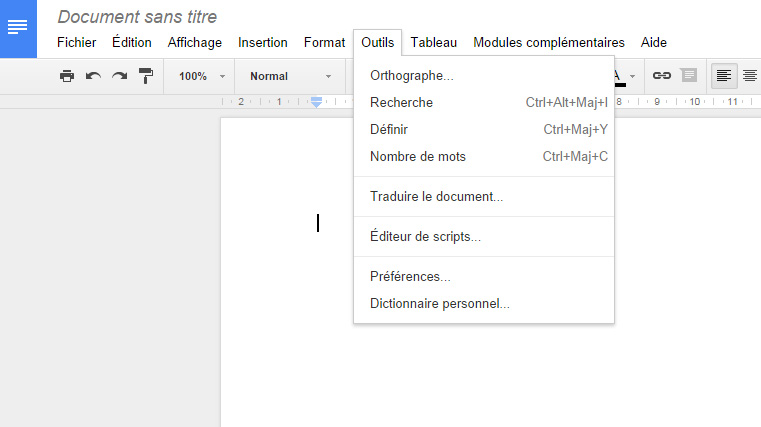 Document sans titre
Fichier Édition Affichage Insertion Format Outils Tableau Modules complémentaires Aide
100% Normal A
2 1 7 8 9 10 11
Orthographe...
Recherche Ctrl+Alt+Maj+I
Définir Ctrl+Maj+Y
Nombre de mots Ctrl+Maj+C
Traduire le document...
Éditeur de scripts...
Préférences...
Dictionnaire personnel...